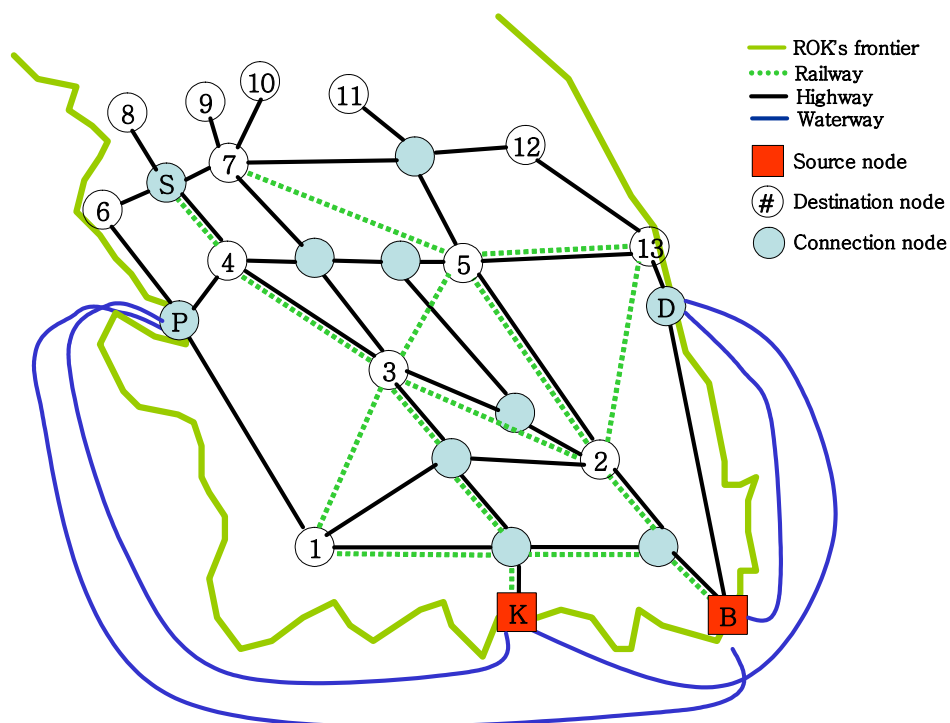 ROK's frontier
Railway
Highway
Waterway
Source node
# Destination node
Connection node
10
11
9
8
12
7
S
6
13
4
5
D
P
3
2
1
K
B